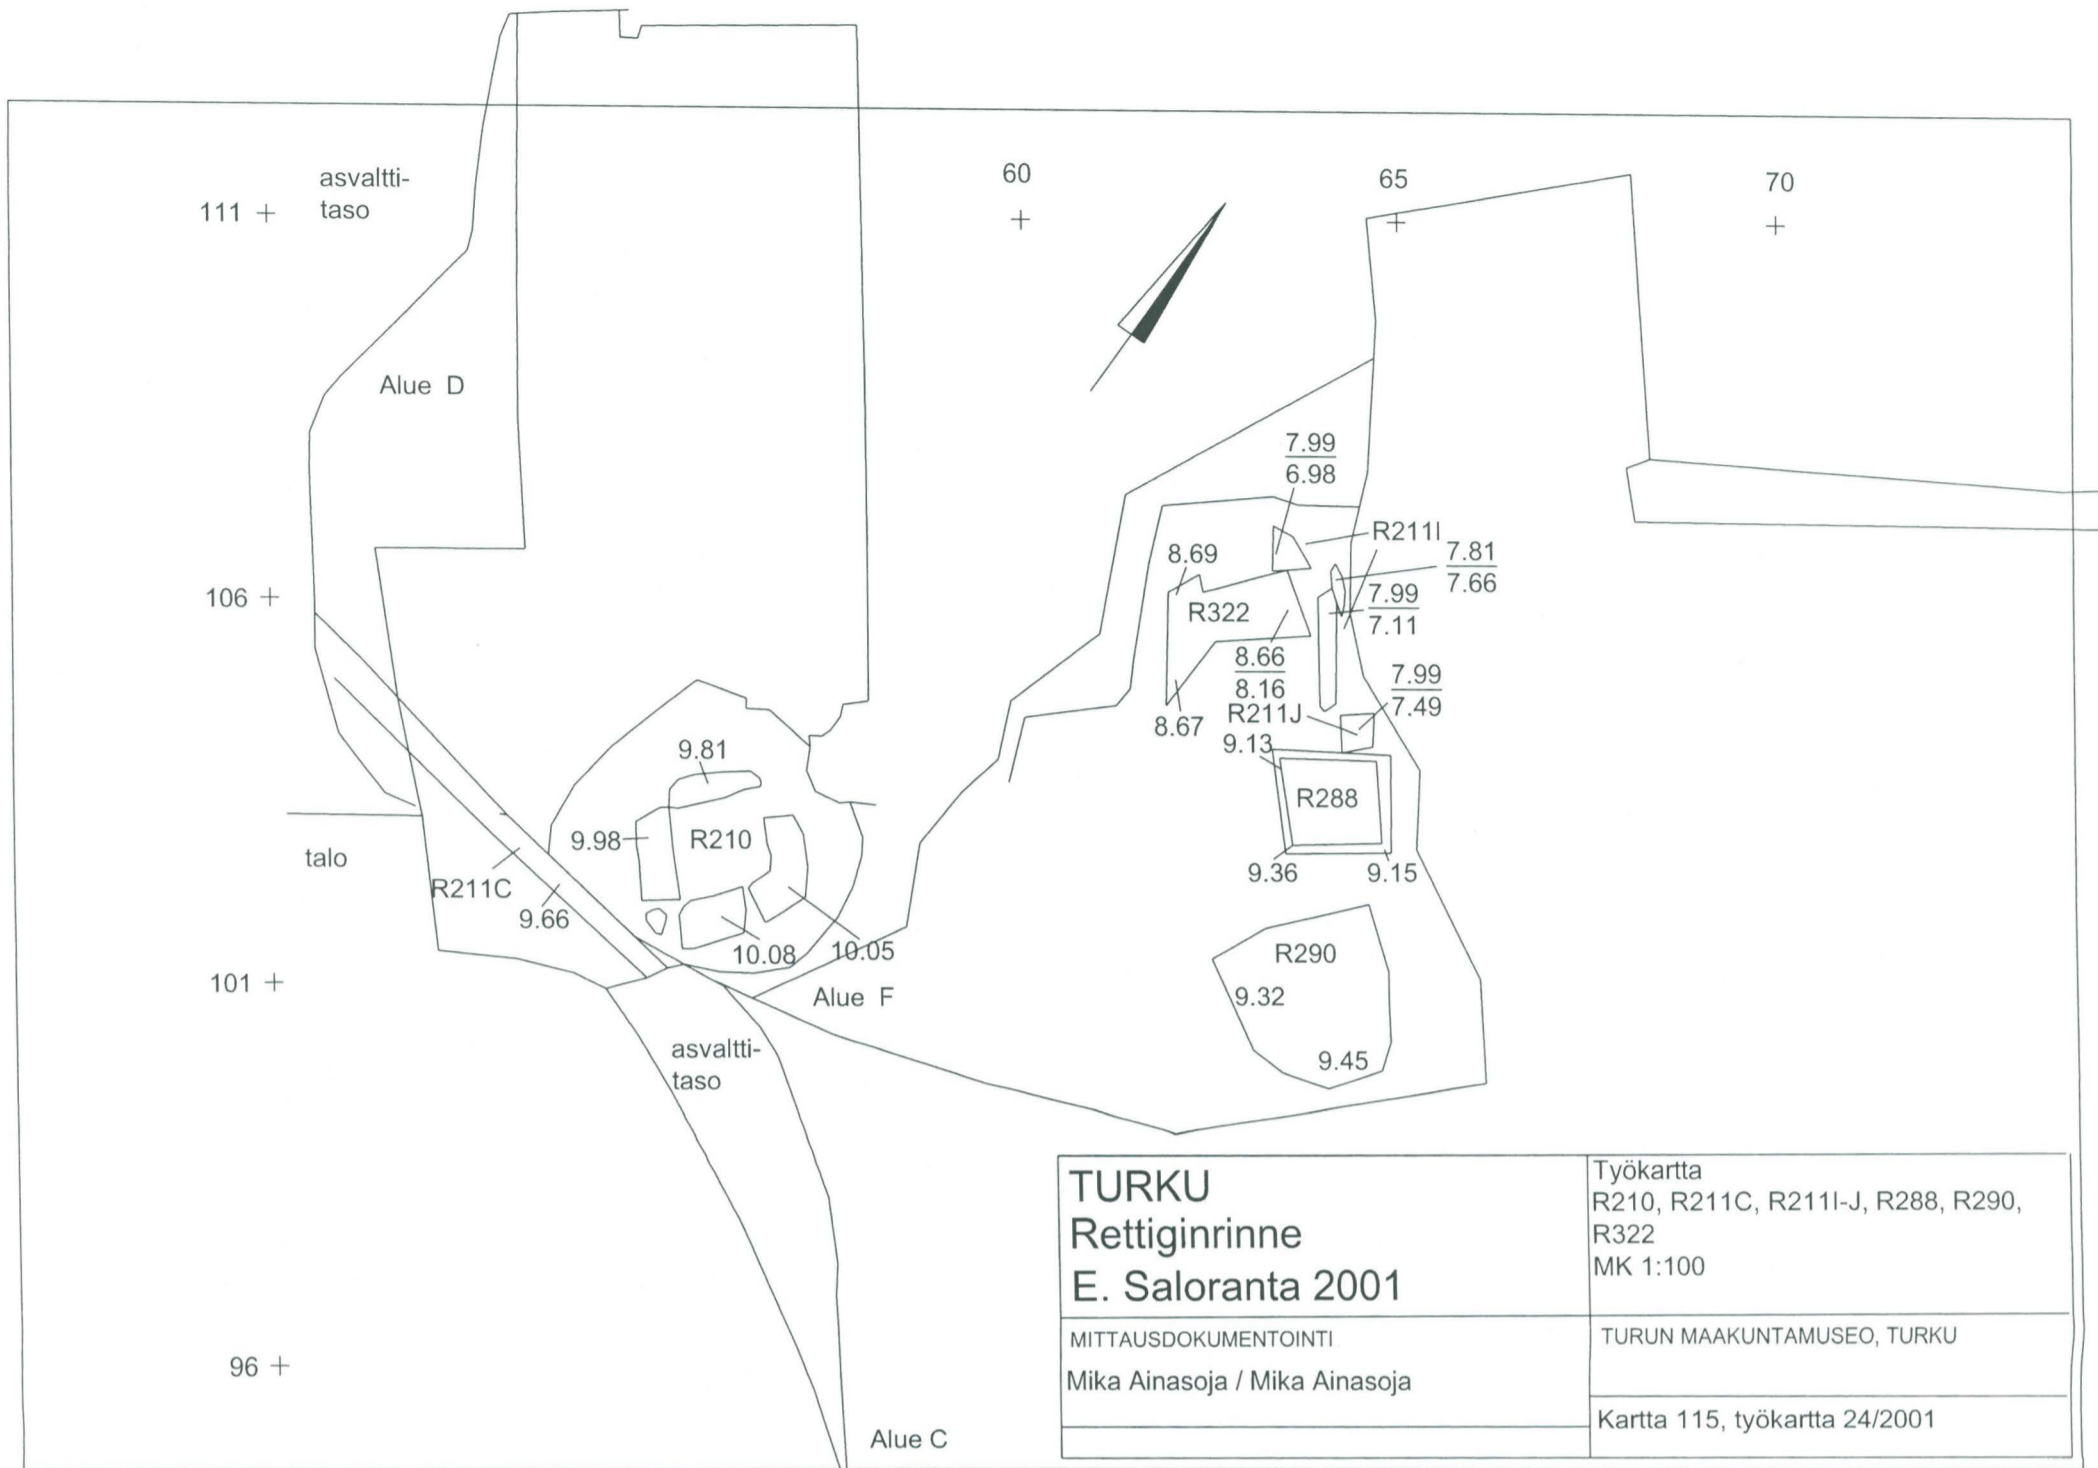 60
65
70
111
asvaltti-
taso
Alue D
7.99
6.98
R211I
7.81
7.66
8.69
7.99
7.11
106
R322
8.66
8.16
7.99
7.49
8.67
R211J
9.13
9.81
R288
9.98
R210
talo
R211C
9.66
9.36
9.15
10.08
10.05
R290
101
Alue F
9.32
asvaltti-
taso
9.45
TURKU
Rettiginrinne
E. Saloranta 2001
Työkartta
R210, R211C, R211I-J, R288, R290,
R322
MK 1:100
MITTAUSDOKUMENTOINTI
Mika Ainasoja / Mika Ainasoja
TURUN MAAKUNTAMUSEO, TURKU
Kartta 115, työkartta 24/2001
96
Alue C